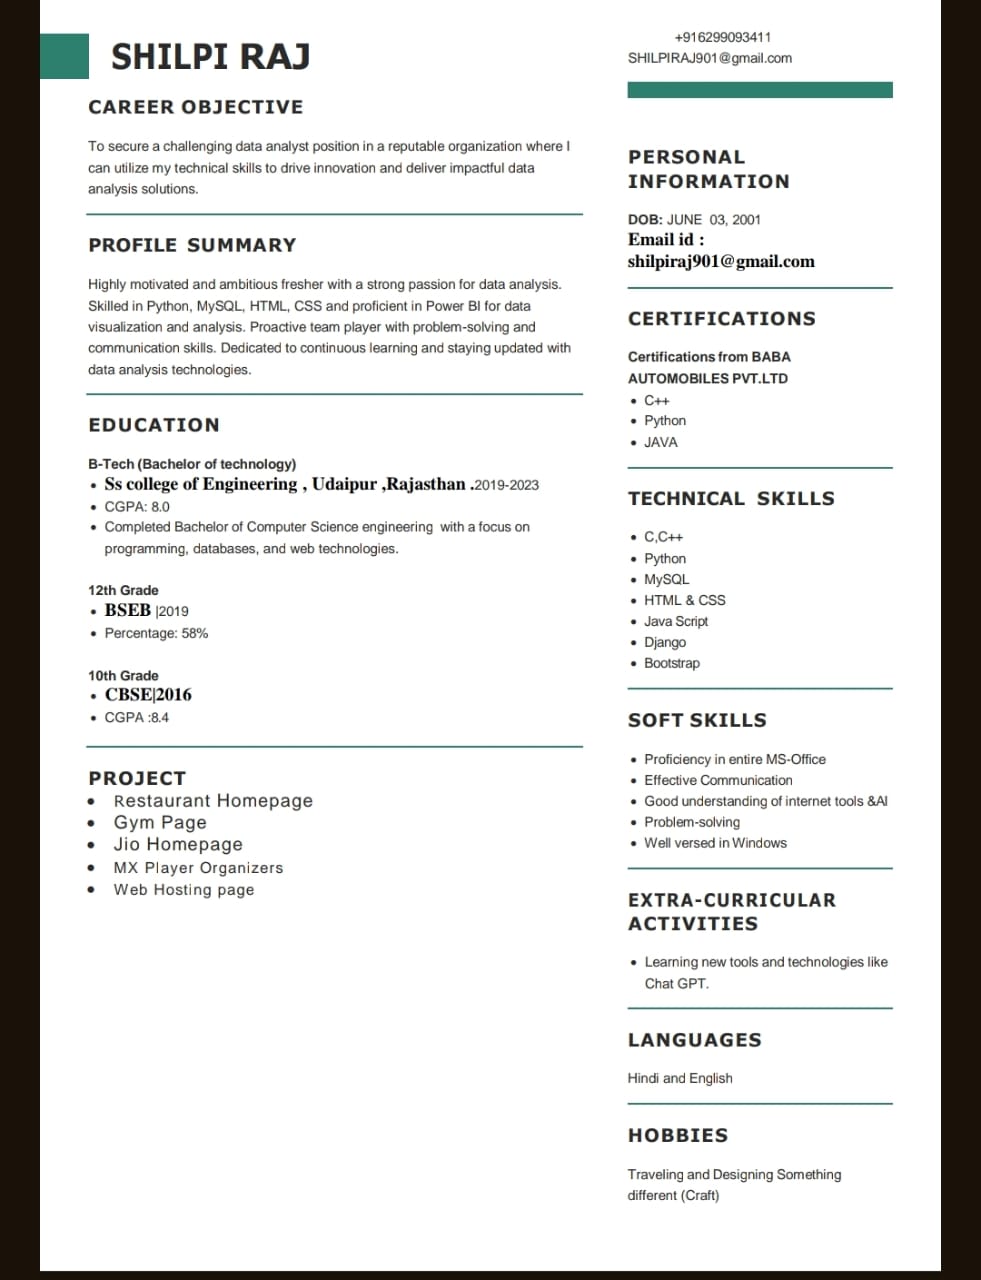 SHILPI RAJ
CAREER OBJECTIVE
To secure a challenging data analyst position in a reputable organization where I
can utilize my technical skills to drive innovation and deliver impactful data
analysis solutions.
PROFILE SUMMARY
Highly motivated and ambitious fresher with a strong passion for data analysis.
Skilled in Python, MySQL, HTML, CSS and proficient in Power BI for data
visualization and analysis. Proactive team player with problem-solving and
communication skills. Dedicated to continuous learning and staying updated with
data analysis technologies.
EDUCATION
B-Tech (Bachelor of technology)
• Ss college of Engineering , Udaipur ,Rajasthan .2019-2023
• CGPA: 8.0
• Completed Bachelor of Computer Science engineering with a focus on
programming, databases, and web technologies.
12th Grade
• BSEB |2019
• Percentage: 58%
10th Grade
• CBSE|2016
• CGPA :8.4
PROJECT
• Restaurant Homepage
• Gym Page
• Jio Homepage
• MX Player Organizers
• Web Hosting page
+916299093411
SHILPIRAJ901@gmail.com
PERSONAL
INFORMATION
DOB: JUNE 03, 2001
Email id :
shilpiraj901@gmail.com
CERTIFICATIONS
Certifications from BABA
AUTOMOBILES PVT.LTD
• C++
• Python
• JAVA
TECHNICAL SKILLS
• C,C++
• Python
• MySQL
• HTML & CSS
• Java Script
• Django
• Bootstrap
SOFT SKILLS
• Proficiency in entire MS-Office
• Effective Communication
• Good understanding of internet tools &AI
• Problem-solving
• Well versed in Windows
EXTRA-CURRICULAR
ACTIVITIES
• Learning new tools and technologies like
Chat GPT.
LANGUAGES
Hindi and English
HOBBIES
Traveling and Designing Something
different (Craft)